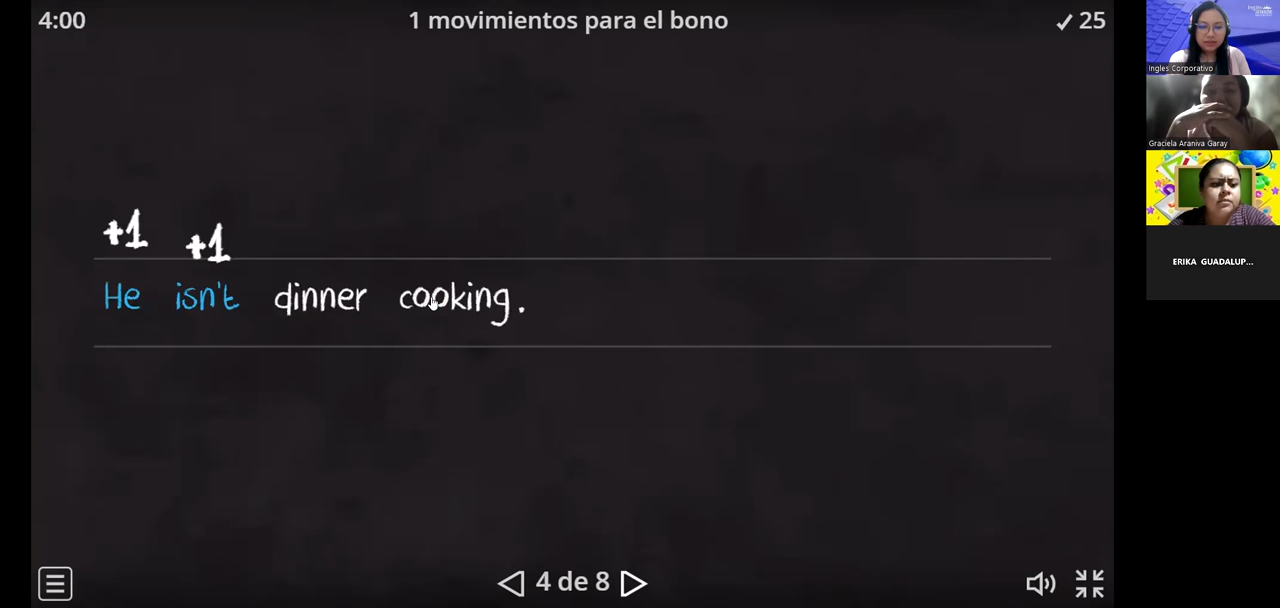 4:00
1 movimientos para el bono
✓ 25
+1 +1
He isn't dinner cooking.
4 de 8
Ingles Corporativo
Graciela Araniva Garay
ERIKA GUADALUP...